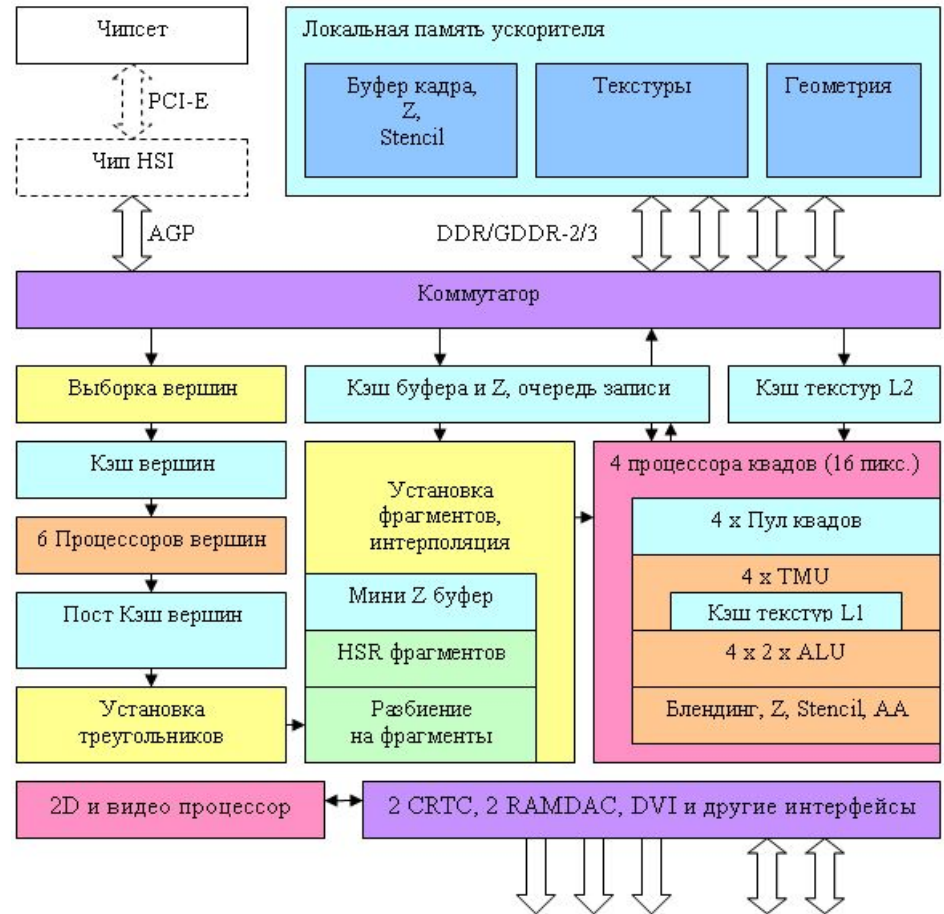 Чипсет
Локальная память ускорителя
Буфер кадра,
Z,
Stencil
Текстуры
Геометрия
PCI-E
Чип HSI
AGP
DDR/GDDR-2/3
Коммутатор
Выборка вершин
Кэш буфера и Z, очередь записи
Кэш текстур L2
Кэш вершин
6 Процессоров вершин
Пост Кэш вершин
Установка
треугольников
Установка
фрагментов,
интерполяция
Мини Z буфер
HSR фрагментов
Разбиение
на фрагменты
4 процессора квадов (16 пикс.)
4 x Пул квадов
4 x TMU
Кэш текстур L1
4 x 2 x ALU
Блендинг, Z, Stencil, AA
2D и видео процессор
2 CRTC, 2 RAMDAC, DVI и другие интерфейсы